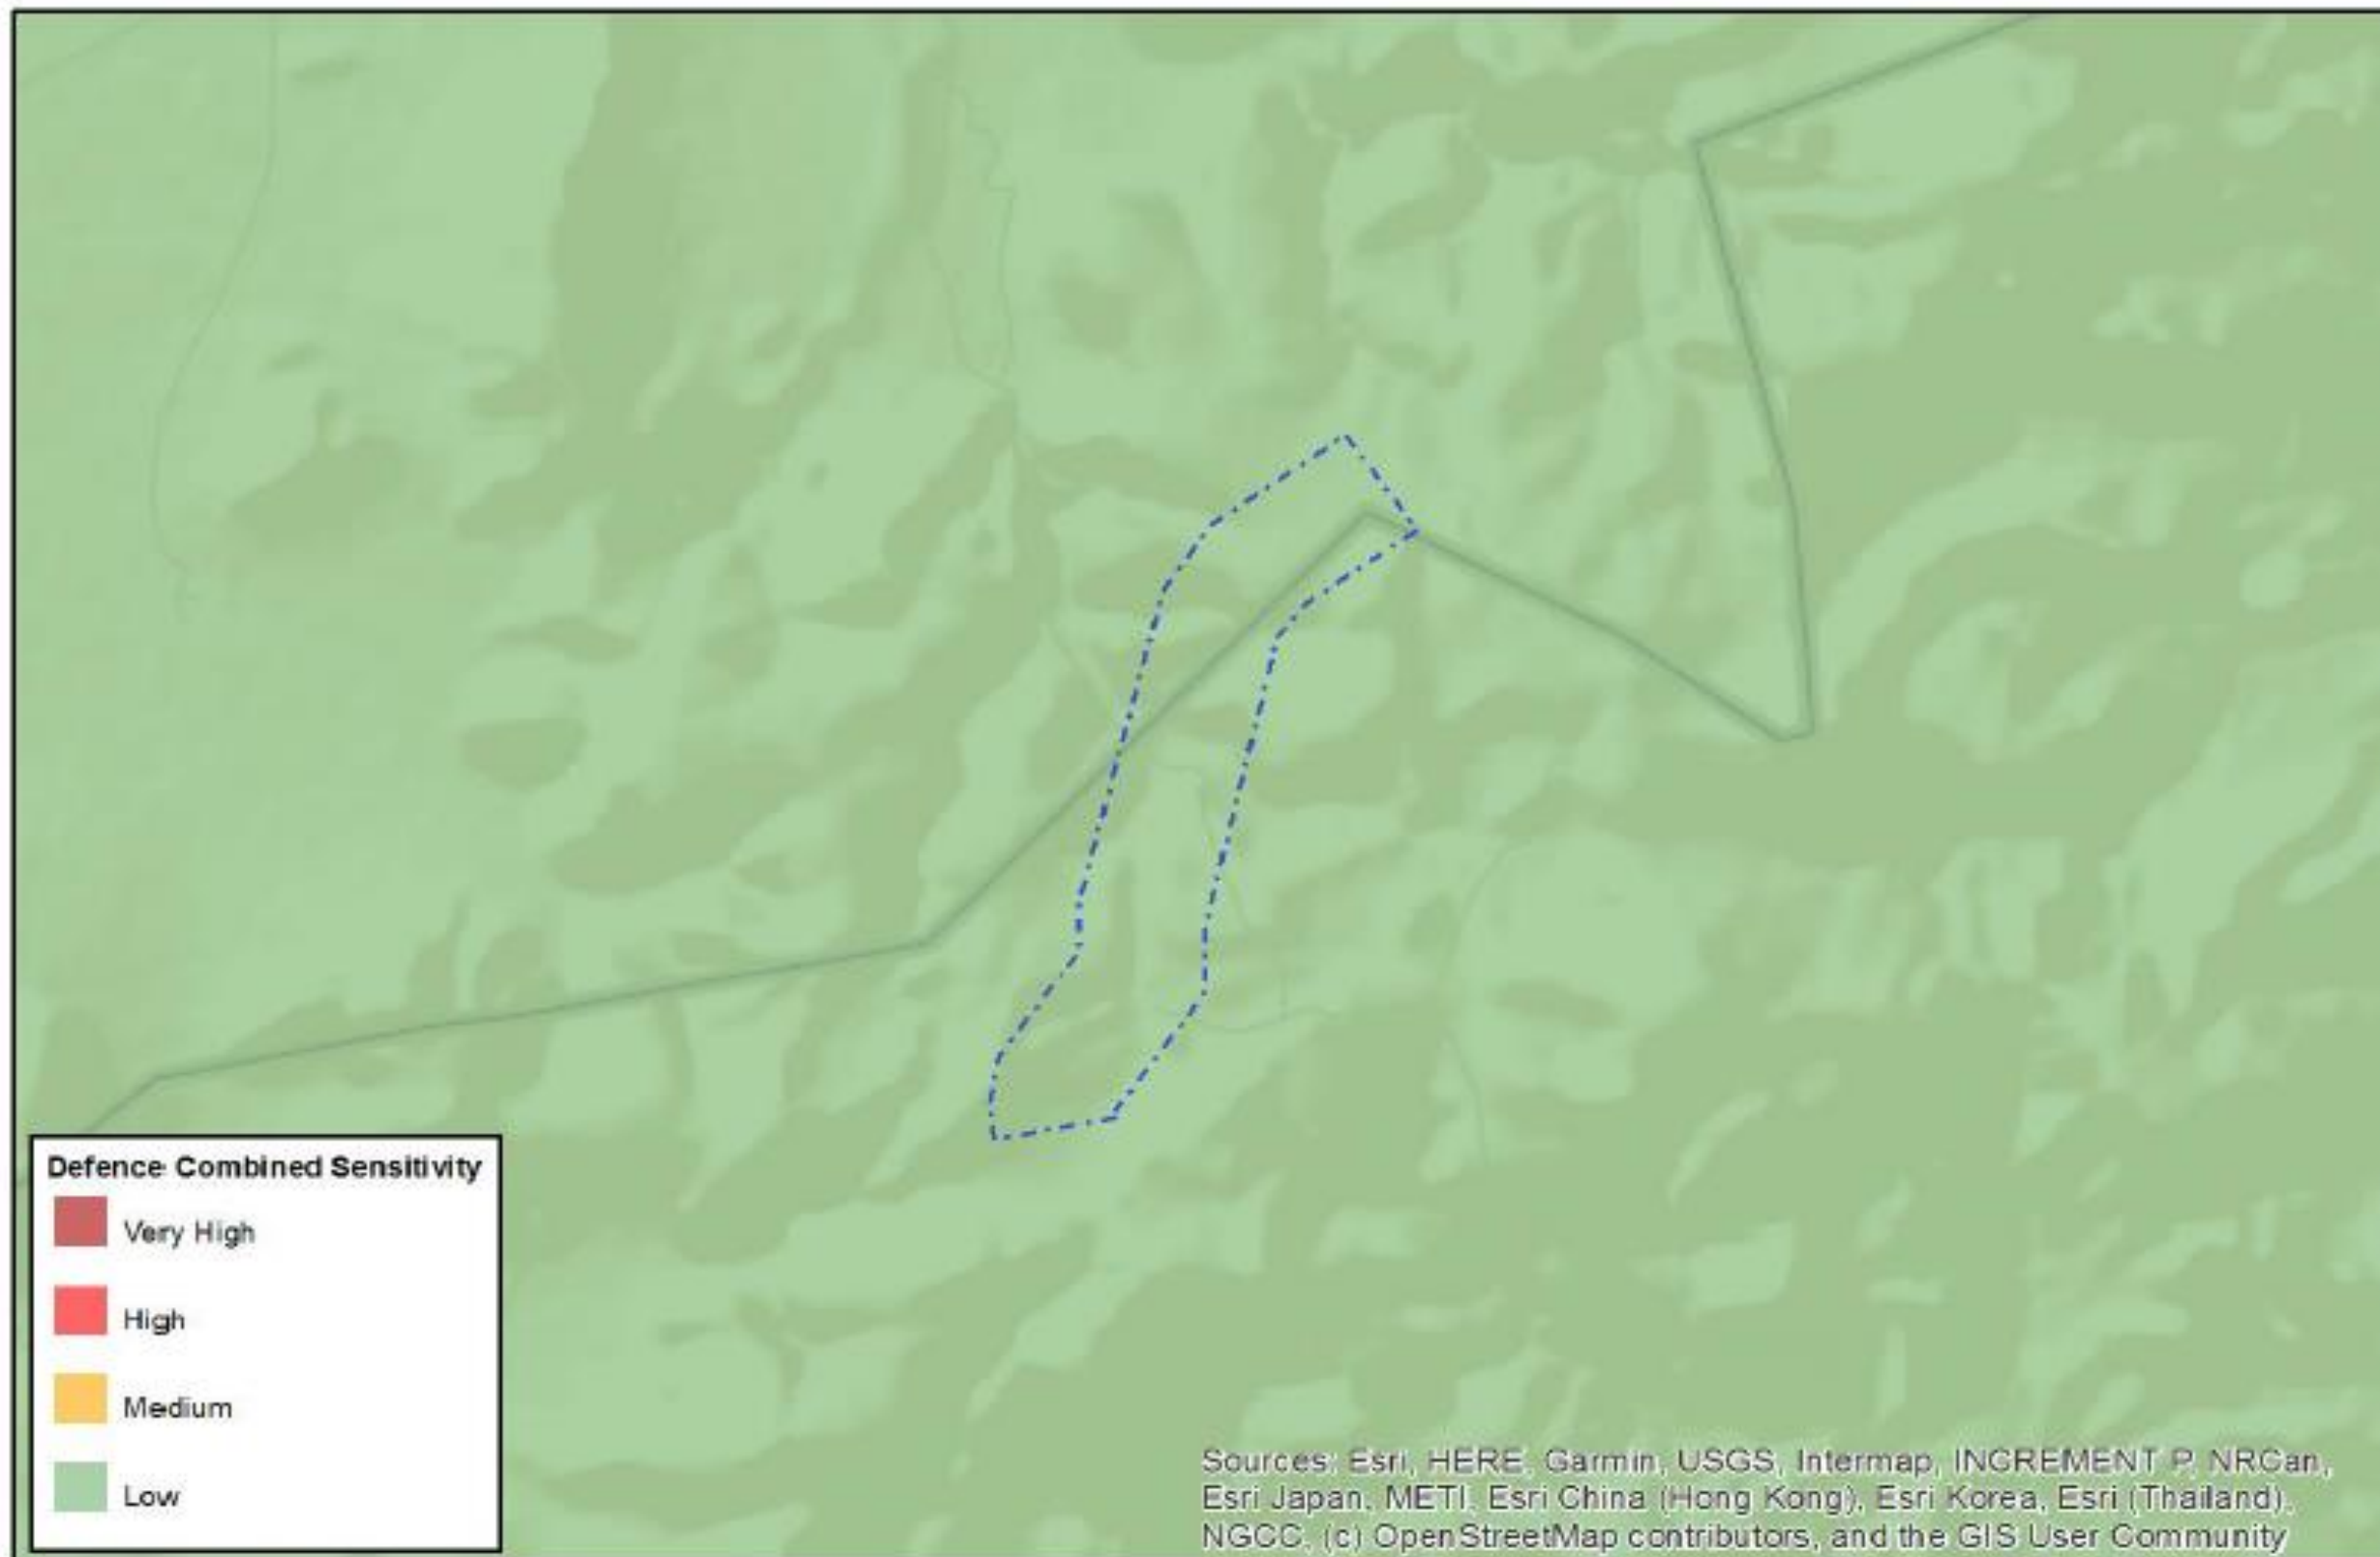 Defence Combined Sensitivity
Very High
High
Medium
Low
Sources: Esri, HERE, Garmin, USGS, Intermap, INCREMENT P, NRCan,
Esri Japan, METI, Esri China (Hong Kong), Esri Korea, Esri (Thailand),
NGCC, (c) OpenStreetMap contributors, and the GIS User Community